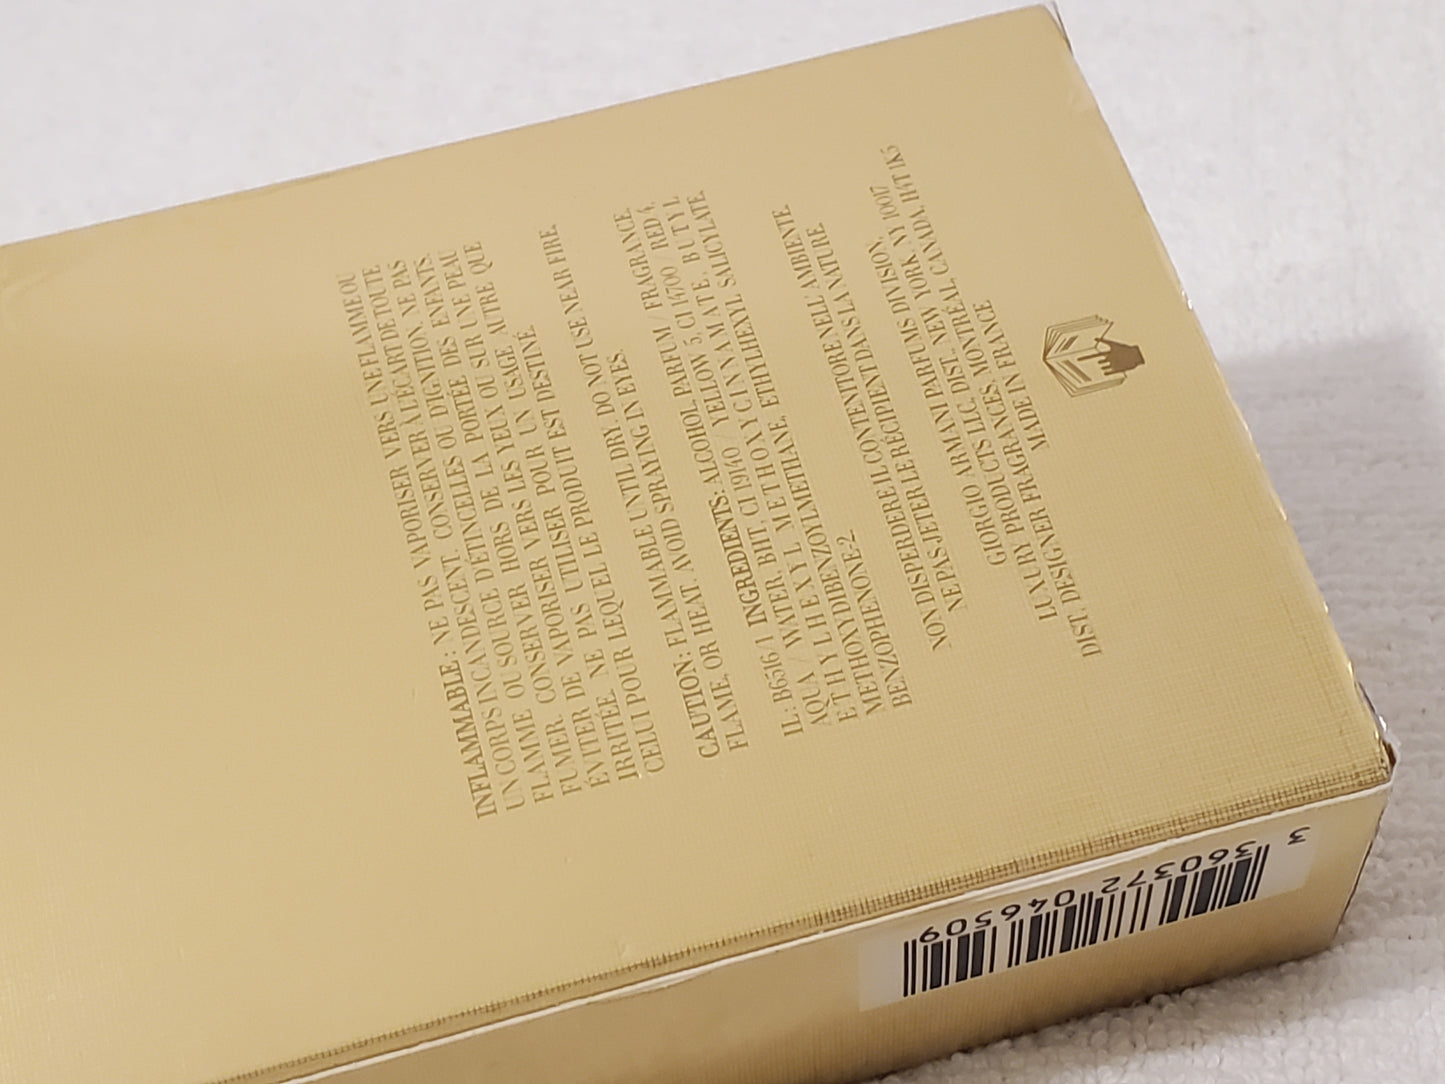 INFLAMMABLE : NE PAS VAPORISER VERS UNE FLAMME OU
UN CORPS INCANDESCENT. CONSERVER À L'ÉCART DE TOUTE
FLAMME OU SOURCE D'ÉTINCELLES OU D'IGNITION. NE PAS
FUMER. CONSERVER HORS DE LA PORTÉE DES ENFANTS.
ÉVITER DE VAPORISER VERS LES YEUX OU SUR UNE PEAU
IRRITÉE. NE PAS UTILISER POUR UN USAGE AUTRE QUE
CELUI POUR LEQUEL LE PRODUIT EST DESTINÉ.
CAUTION: FLAMMABLE UNTIL DRY. DO NOT USE NEAR FIRE,
FLAME, OR HEAT. AVOID SPRAYING IN EYES.
IL: B6516/1 INGREDIENTS: ALCOHOL, PARFUM / FRAGRANCE,
AQUA / WATER, BHT, CI 19140 / YELLOW 5, CI 14700 / RED 4,
ETHYLHEXYL METHOXYCINNAMATE, BUTYL
METHOXYDIBENZOYLMETHANE, ETHYLHEXYL SALICYLATE,
BENZOPHENONE-2
NON DISPERDERE IL CONTENITORE NELL'AMBIENTE.
NE PAS JETER LE RÉCIPIENT DANS LA NATURE
GIORGIO ARMANI PARFUMS DIVISION,
LUXURY PRODUCTS LLC, DIST., NEW YORK, NY 10017.
DIST. DESIGNER FRAGRANCES, MONTRÉAL, CANADA, H4T 1K5
MADE IN FRANCE
3 360372 046509